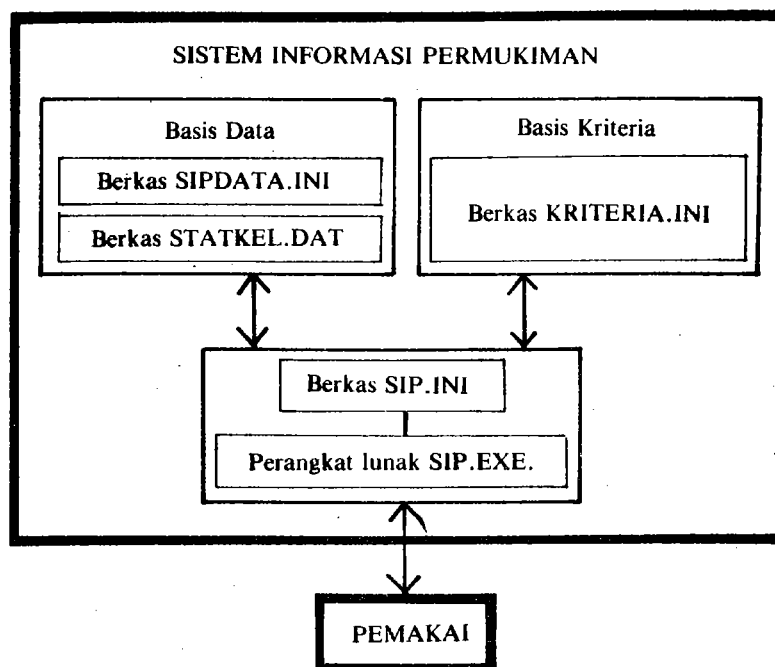 SISTEM INFORMASI PERMUKIMAN
Basis Data
Berkas SIPDATA.INI
Berkas STATKEL.DAT
Basis Kriteria
Berkas KRITERIA.INI
Berkas SIP.INI
Perangkat lunak SIP.EXE.
PEMAKAI